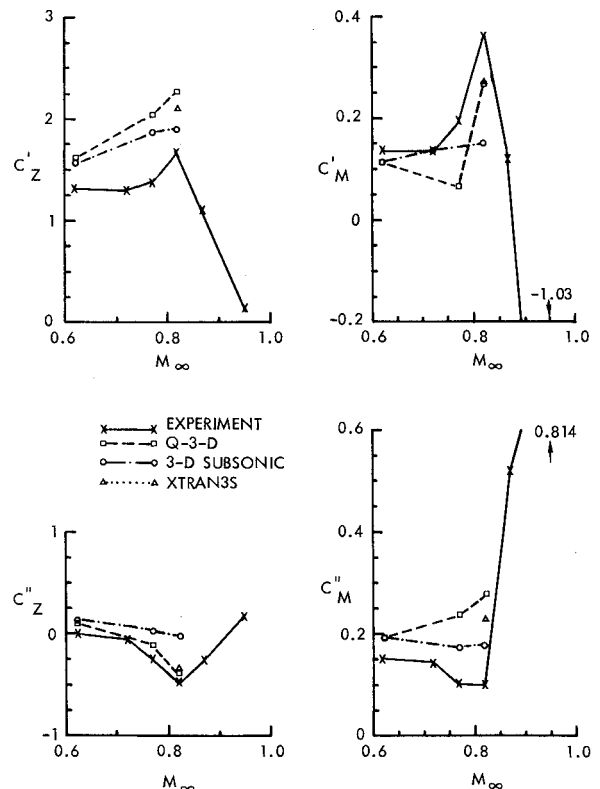 3
2
1
0
C'Z
0.6
0.8
1.0
M∞
0.4
0.2
0
-0.2
C'M
-1.03
0.6
0.8
1.0
M∞
EXPERIMENT
Q-3-D
3-D SUBSONIC
XTRAN3S
1
0
-1
C"Z
0.6
0.8
1.0
M∞
0.6
0.4
0.2
0
C"M
0.814
0.6
0.8
1.0
M∞